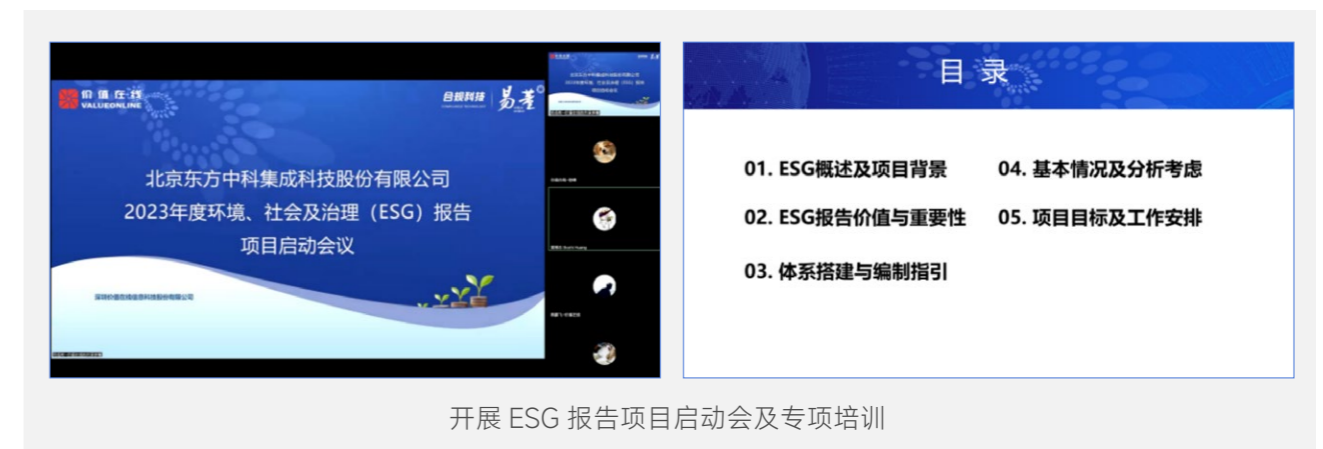 价值在线
VALUEONLINE
合规科技
易董
北京东方中科集成科技股份有限公司
2023年度环境、社会及治理（ESG）报告
项目启动会议
深圳价值在线信息科技股份有限公司
目 录
01. ESG概述及项目背景
02. ESG报告价值与重要性
03. 体系搭建与编制指引
04. 基本情况及分析考虑
05. 项目目标及工作安排
开展 ESG 报告项目启动会及专项培训